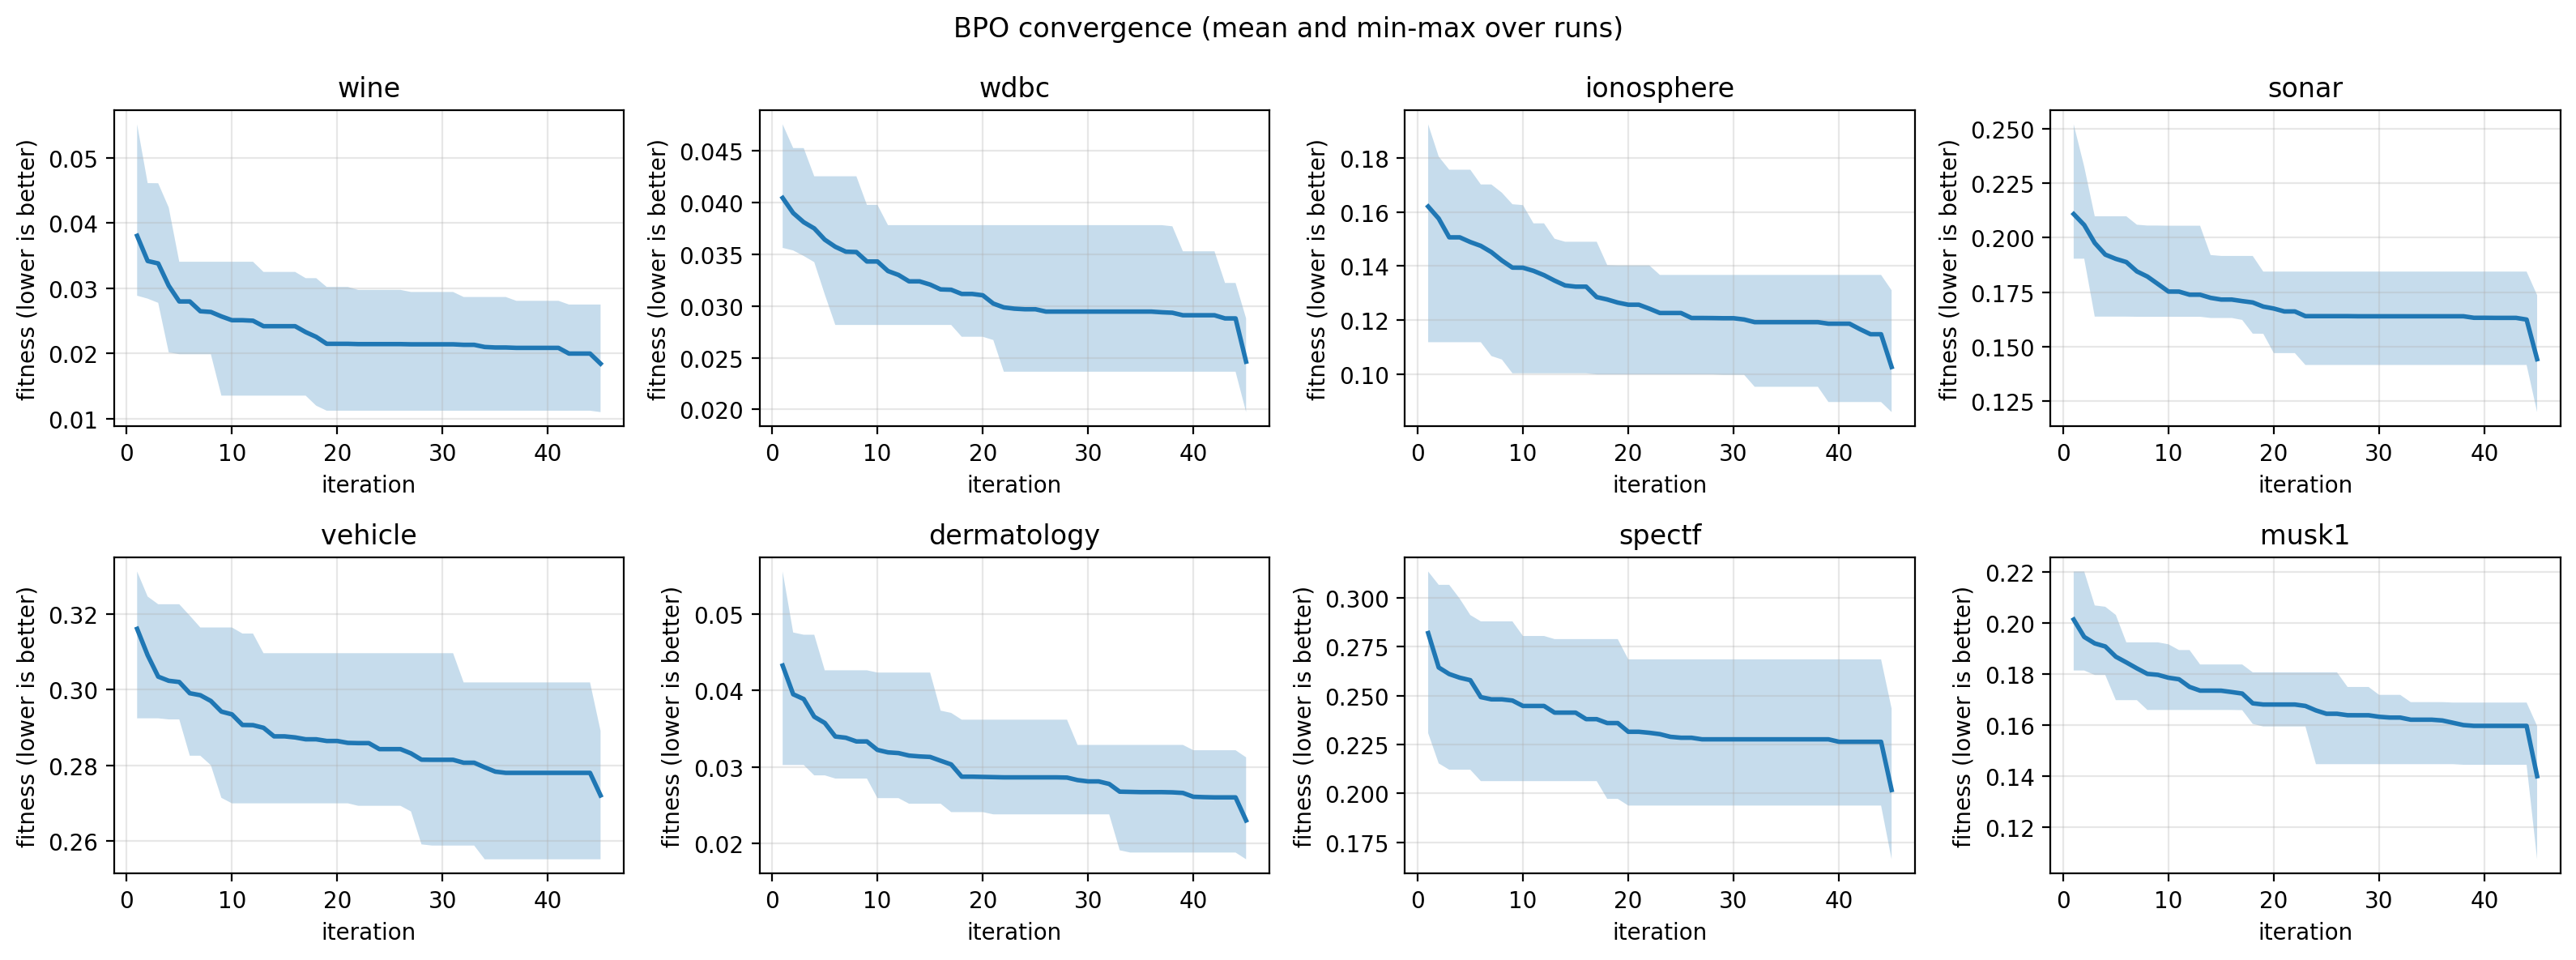 BPO convergence (mean and min-max over runs)
wine
wdbc
ionosphere
sonar
fitness (lower is better)
0.05
0.04
0.03
0.02
0.01
0 10 20 30 40
iteration
fitness (lower is better)
0.045
0.040
0.035
0.030
0.025
0.020
0 10 20 30 40
iteration
fitness (lower is better)
0.18
0.16
0.14
0.12
0.10
0 10 20 30 40
iteration
fitness (lower is better)
0.250
0.225
0.200
0.175
0.150
0.125
0 10 20 30 40
iteration
vehicle
dermatology
spectf
musk1
fitness (lower is better)
0.32
0.30
0.28
0.26
0 10 20 30 40
iteration
fitness (lower is better)
0.05
0.04
0.03
0.02
0 10 20 30 40
iteration
fitness (lower is better)
0.300
0.275
0.250
0.225
0.200
0.175
0 10 20 30 40
iteration
fitness (lower is better)
0.22
0.20
0.18
0.16
0.14
0.12
0 10 20 30 40
iteration